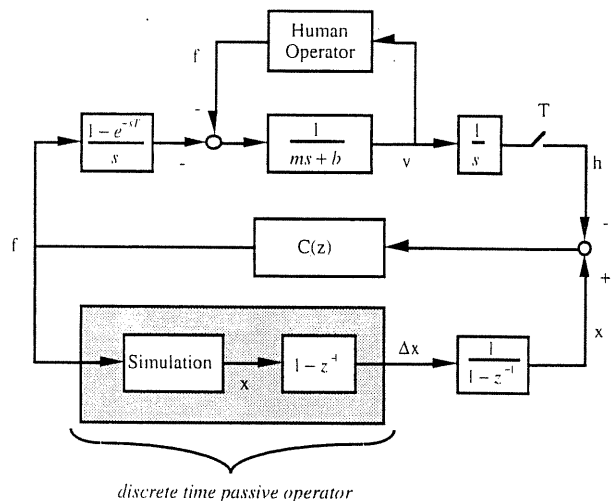 Human
Operator
f
-
1 - e^{-sT}
s
-
1
ms + b
v
1
s
T
h
-
f
C(z)
+
x
Simulation
x
1 - z^{-1}
Δx
1
1 - z^{-1}
discrete time passive operator